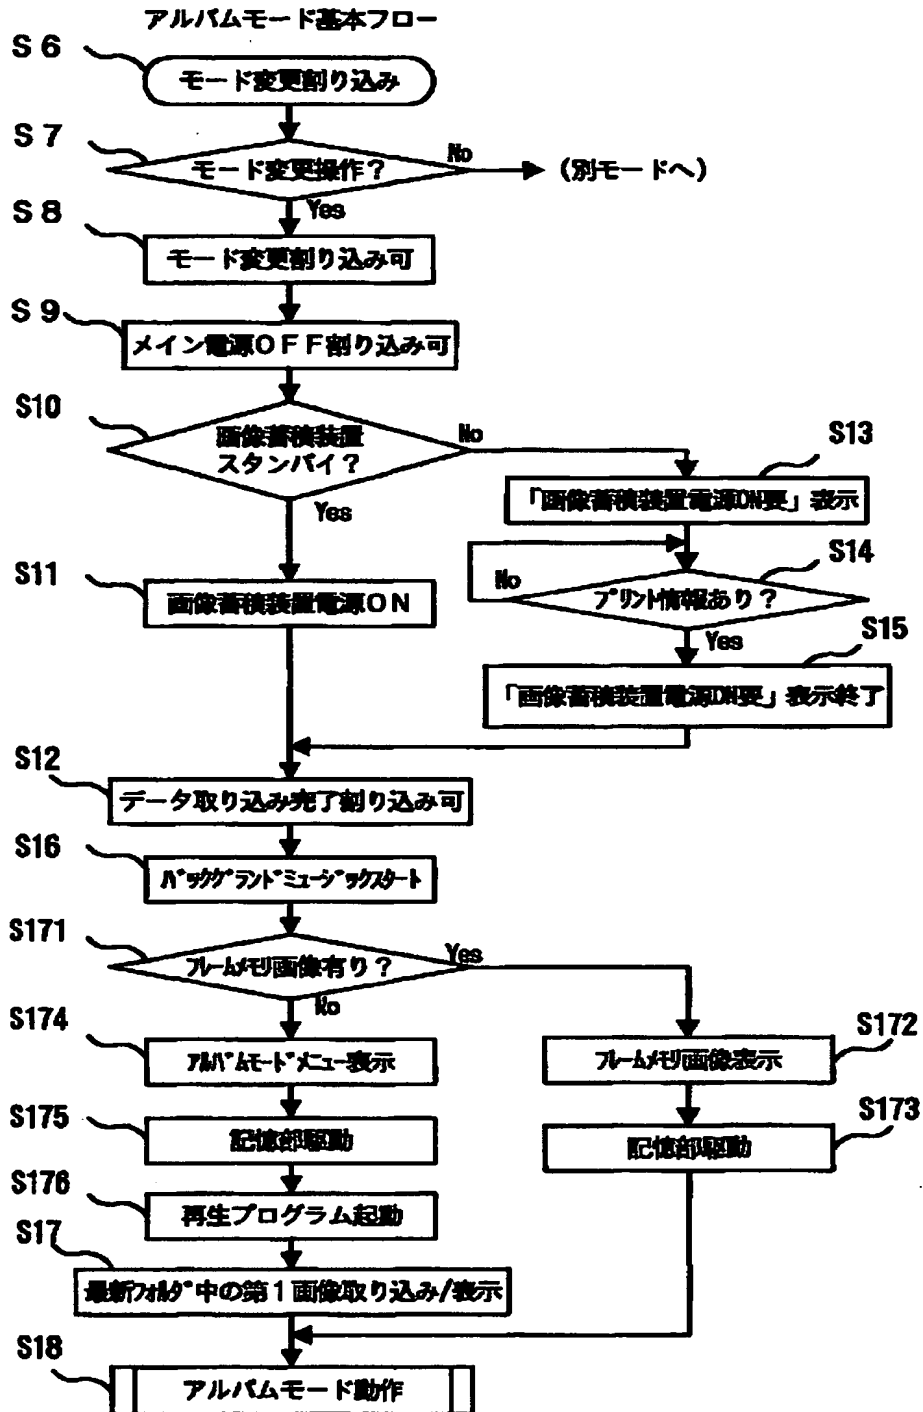 アルバムモード基本フロー
S6
モード変更割り込み
S7
モード変更操作？
No
(別モードへ)
Yes
S8
モード変更割り込み可
S9
メイン電源OFF割り込み可
S10
画像蓄積装置
スタンバイ？
No
Yes
S13
「画像蓄積装置電源ON要」表示
S14
No
プリント情報あり？
Yes
S11
画像蓄積装置電源ON
S15
「画像蓄積装置電源ON要」表示終了
S12
データ取り込み完了割り込み可
S16
バックグランドミュージックスタート
S171
フレームメモリ画像有り？
Yes
No
S174
アルバムモードメニュー表示
S172
フレームメモリ画像表示
S175
記憶部駆動
S173
記憶部駆動
S176
再生プログラム起動
S17
最新フォルダ中の第1画像取り込み/表示
S18
アルバムモード動作